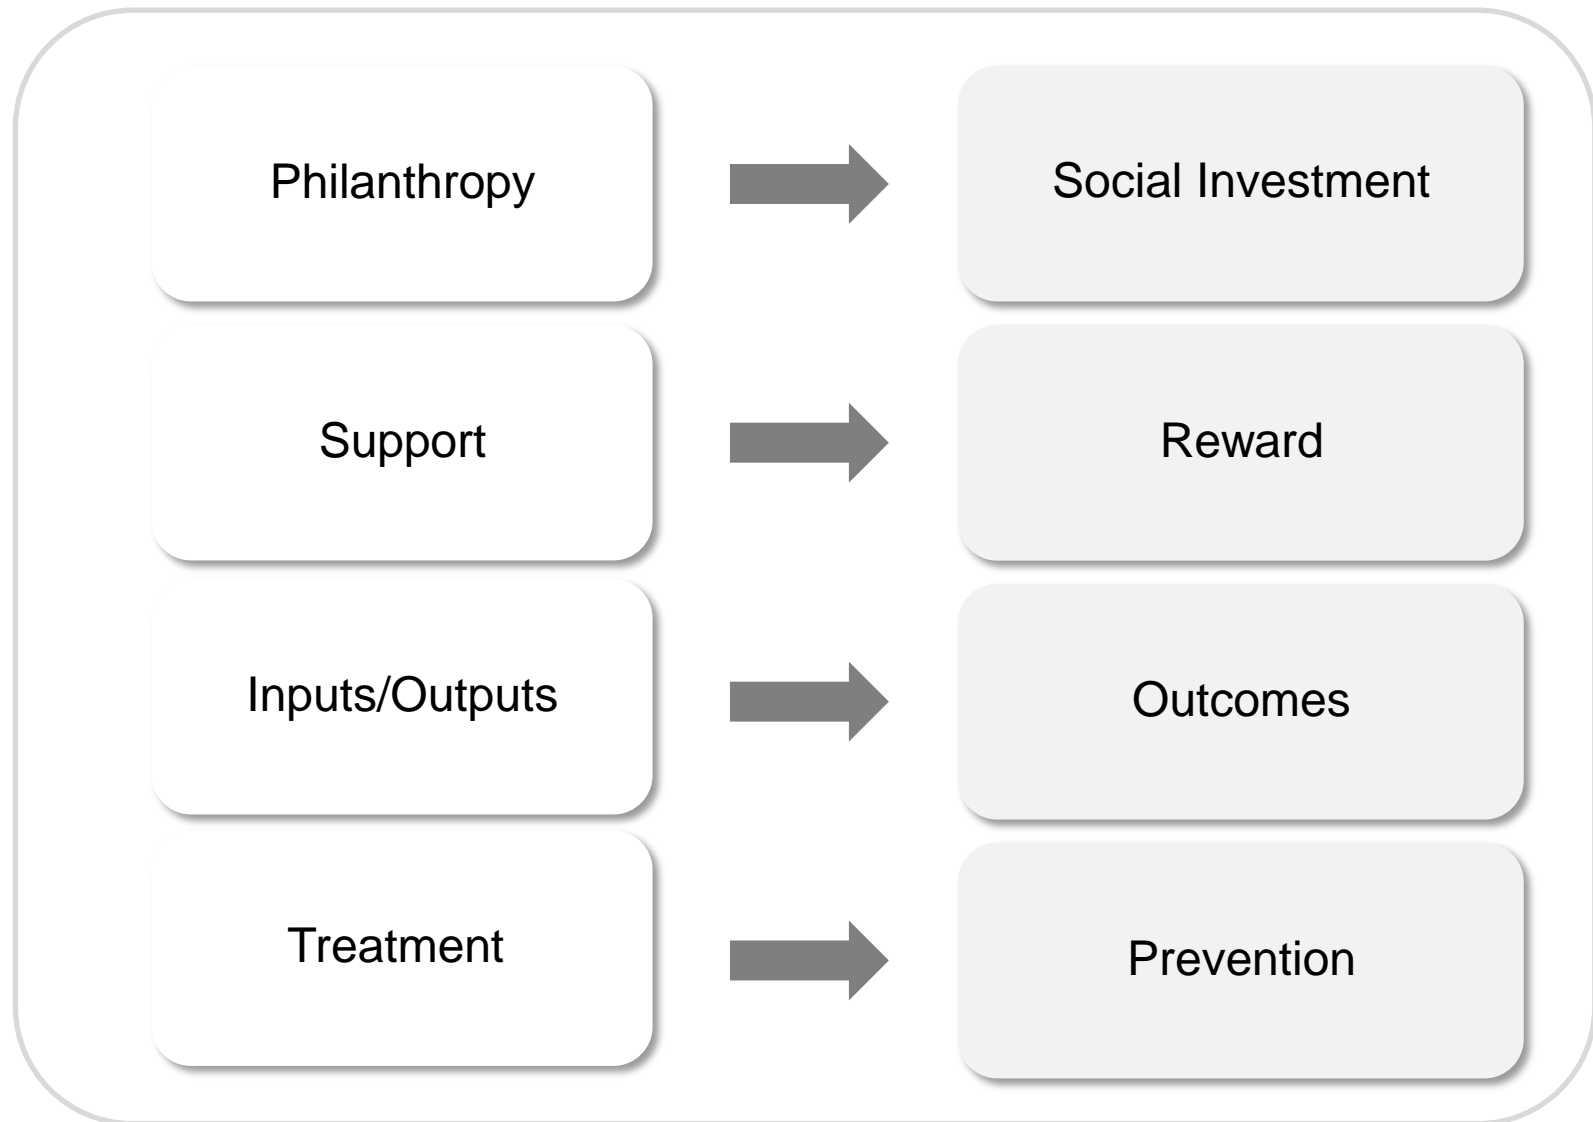 Philanthropy
Social Investment
Support
Reward
Inputs/Outputs
Outcomes
Treatment
Prevention